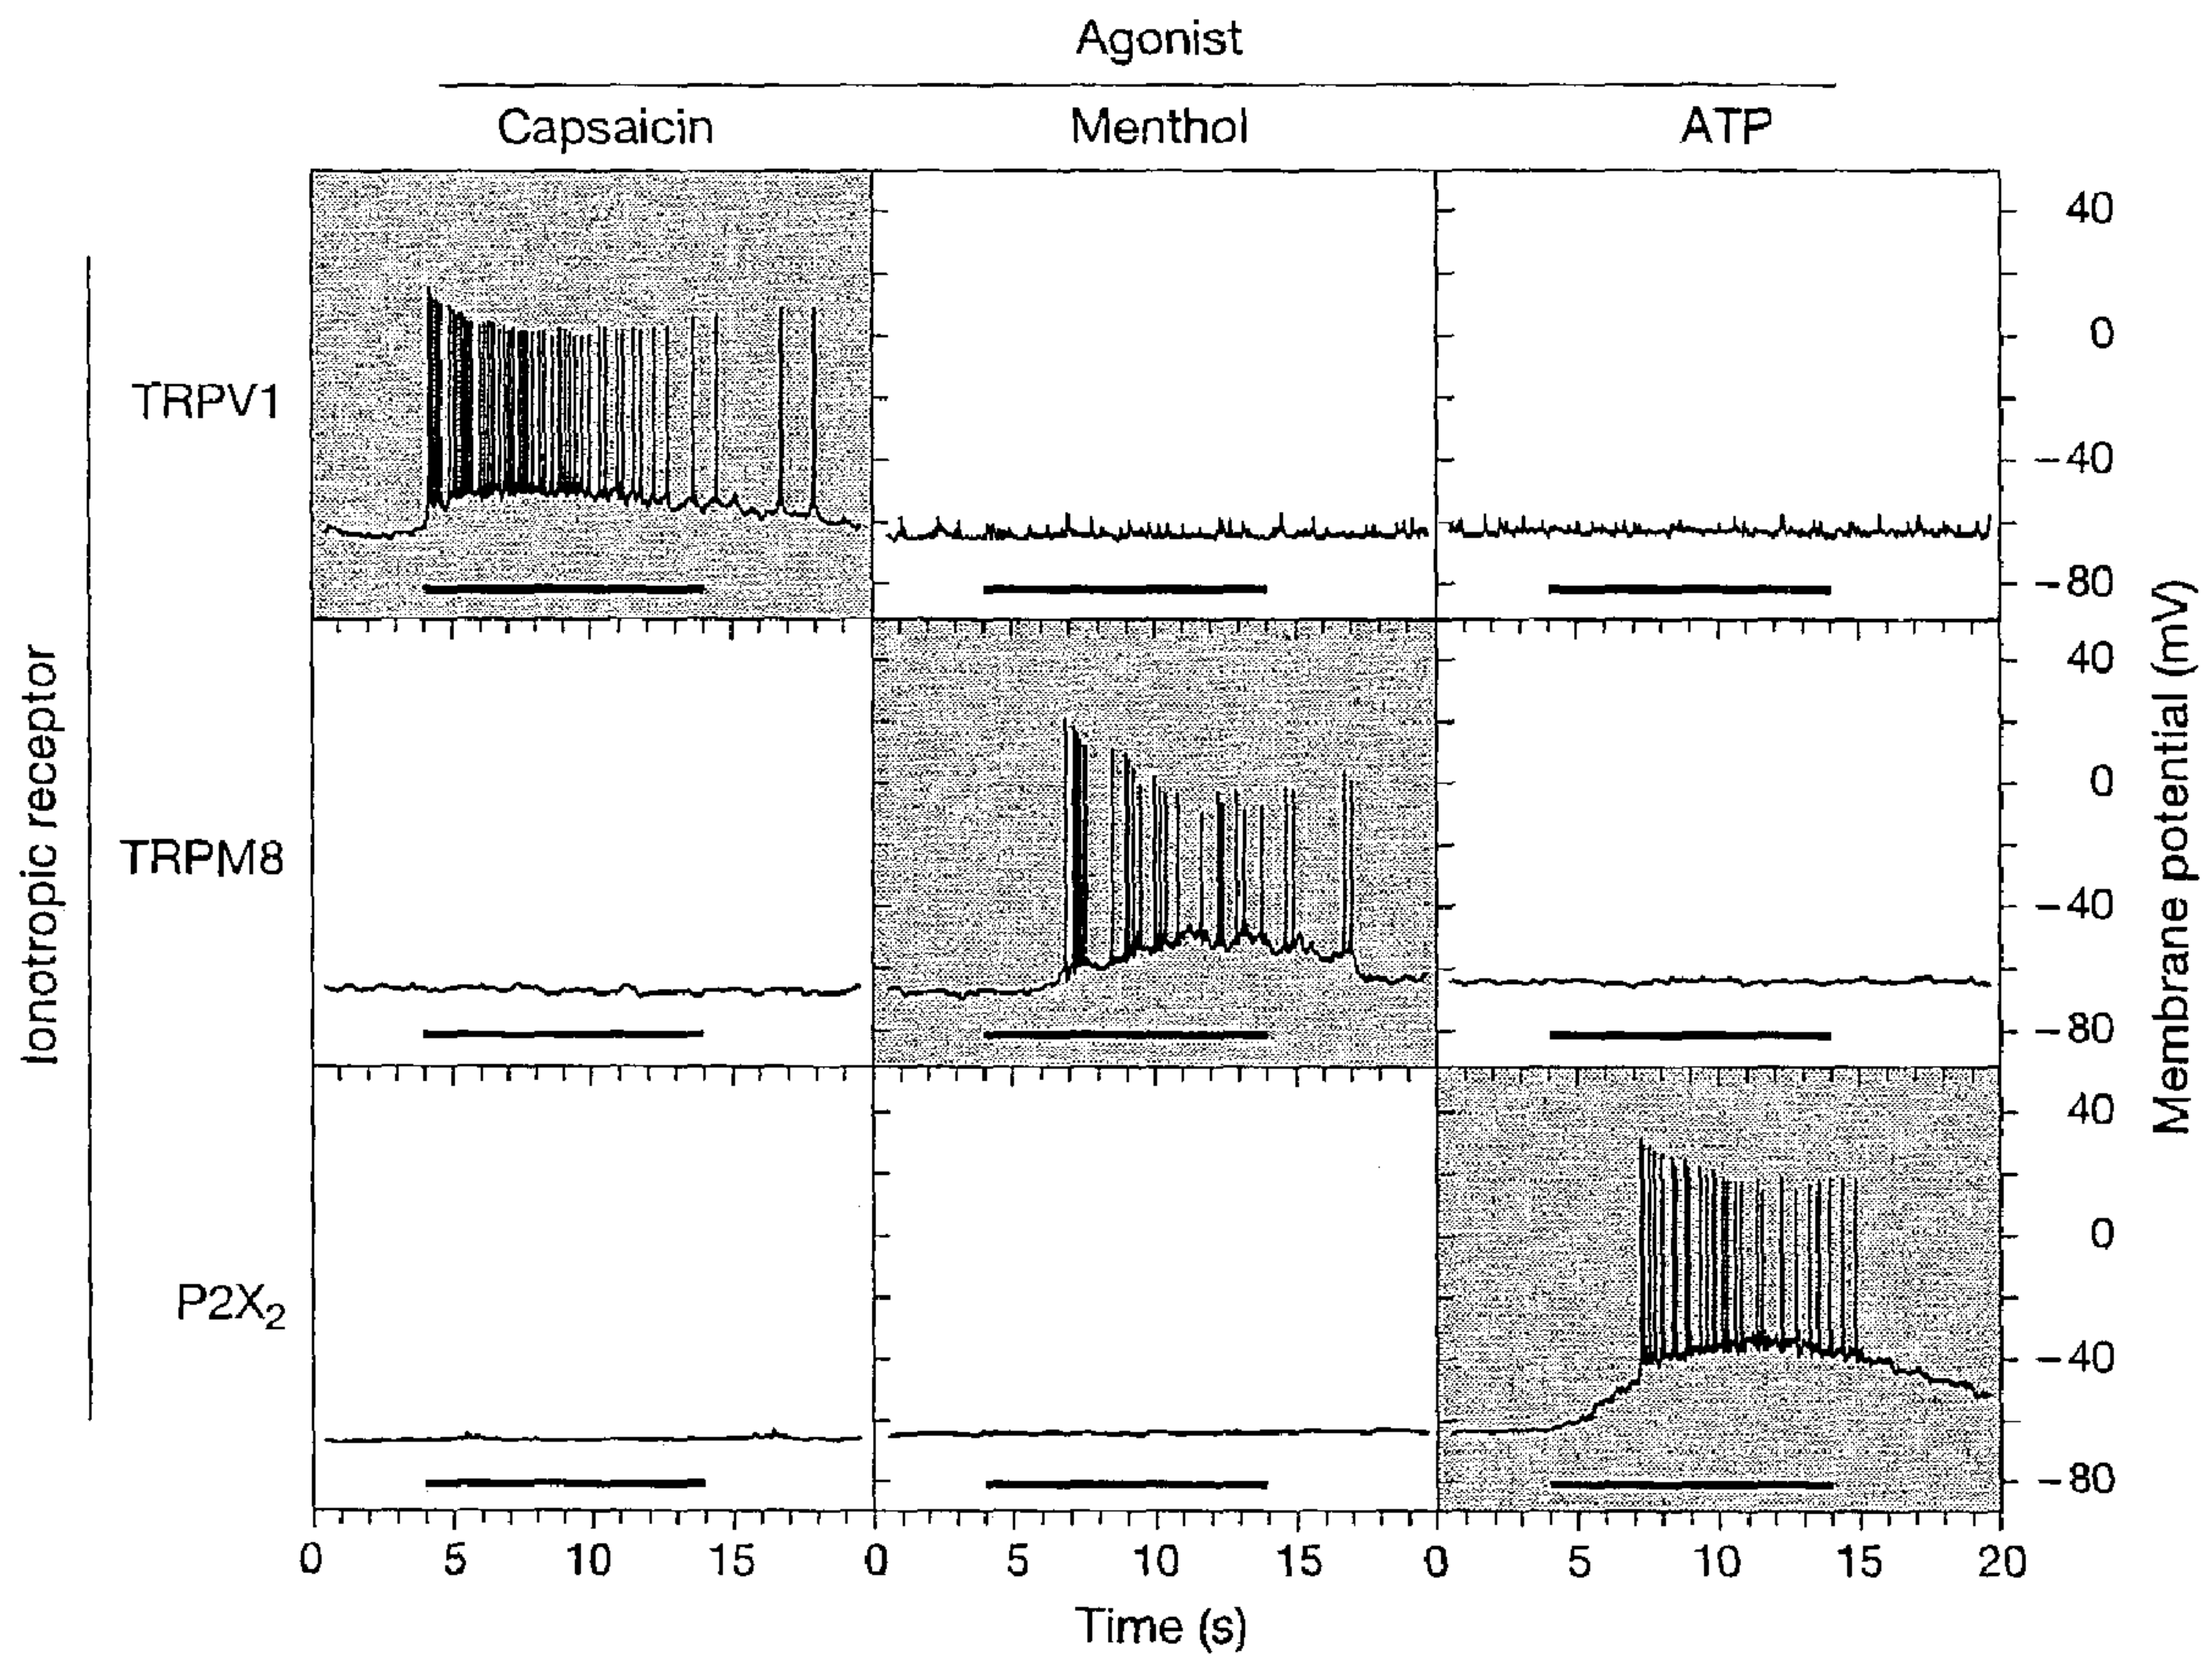 Agonist
Capsaicin Menthol ATP
Ionotropic receptor
TRPV1
TRPM8
P2X2
40
0
−40
−80
40
0
−40
−80
40
0
−40
−80
Membrane potential (mV)
0 5 10 15 0 5 10 15 0 5 10 15 20
Time (s)